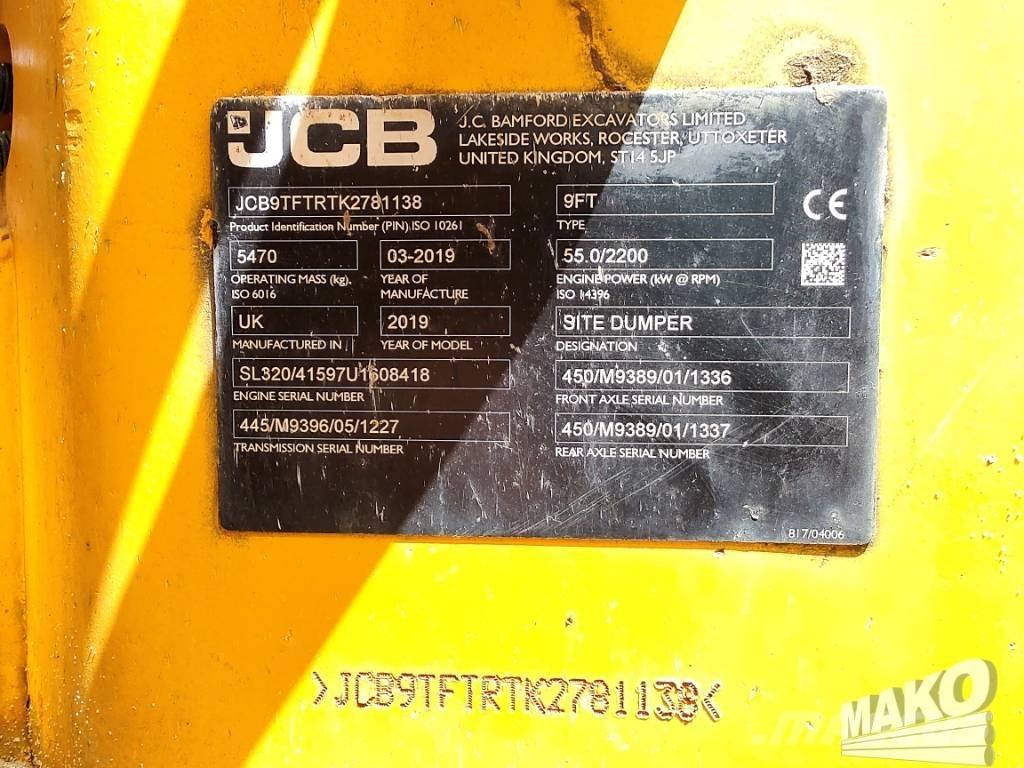 JCB
J.C. BAMFORD EXCAVATORS LIMITED
LAKESIDE WORKS, ROCESTER, UTTOXETER
UNITED KINGDOM, ST14 5JP
JCB9TFTRTK2781138
Product Identification Number (PIN) ISO 10261
9FT
TYPE
CE
5470
OPERATING MASS (kg),
ISO 6016
03-2019
YEAR OF
MANUFACTURE
55.0/2200
ENGINE POWER (kW @ RPM)
ISO 14396
UK
MANUFACTURED IN
2019
YEAR OF MODEL
SITE DUMPER
DESIGNATION
SL320/41597U1608418
ENGINE SERIAL NUMBER
450/M9389/01/1336
FRONT AXLE SERIAL NUMBER
445/M9396/05/1227
TRANSMISSION SERIAL NUMBER
450/M9389/01/1337
REAR AXLE SERIAL NUMBER
817/04006
>JCB9TFTRTK2781138<
MAKO